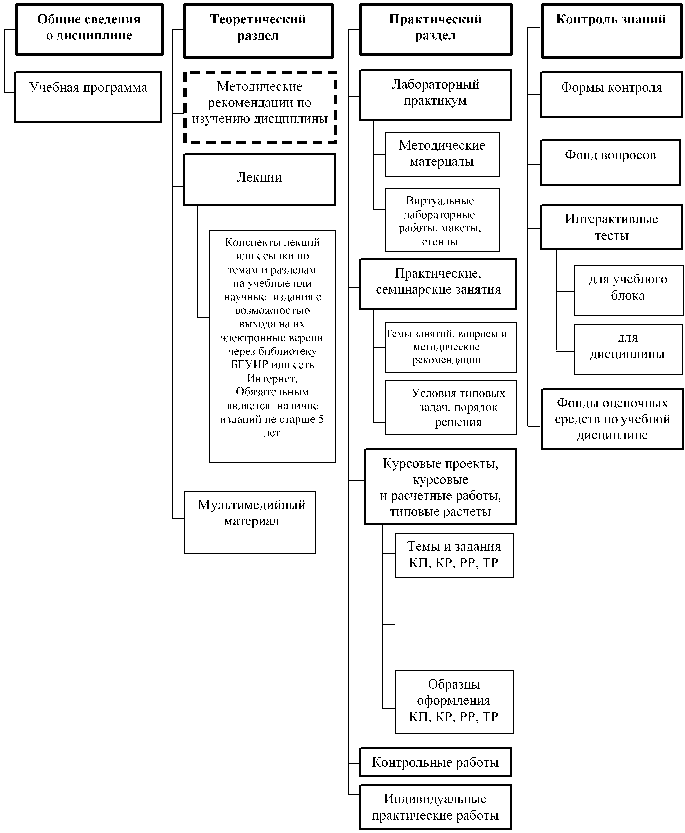 Общие сведения
о дисциплине
Учебная программа
Теоретический
раздел
Методические
рекомендации по
изучению дисциплины
Лекции
Конспекты лекций
или ссылки по
темам и разделам
на учебные или
научные издания с
возможностью
выхода на их
электронные версии
через библиотеку
БГУИР или сеть
Интернет.
Обязательным
является наличие
изданий не старше 5
лет
Мультимедийный
материал
Практический
раздел
Лабораторный
практикум
Методические
материалы
Виртуальные
лабораторные
работы, макеты,
стенды
Практические,
семинарские занятия
Темы занятий, вопросы и
методические
рекомендации
Условия типовых
задач, порядок
решения
Курсовые проекты,
курсовые
и расчетные работы,
типовые расчеты
Темы и задания
КП, КР, РР, ТР
Образцы
оформления
КП, КР, РР, ТР
Контрольные работы
Индивидуальные
практические работы
Контроль знаний
Формы контроля
Фонд вопросов
Интерактивные
тесты
для учебного
блока
для
дисциплины
Фонды оценочных
средств по учебной
дисциплине